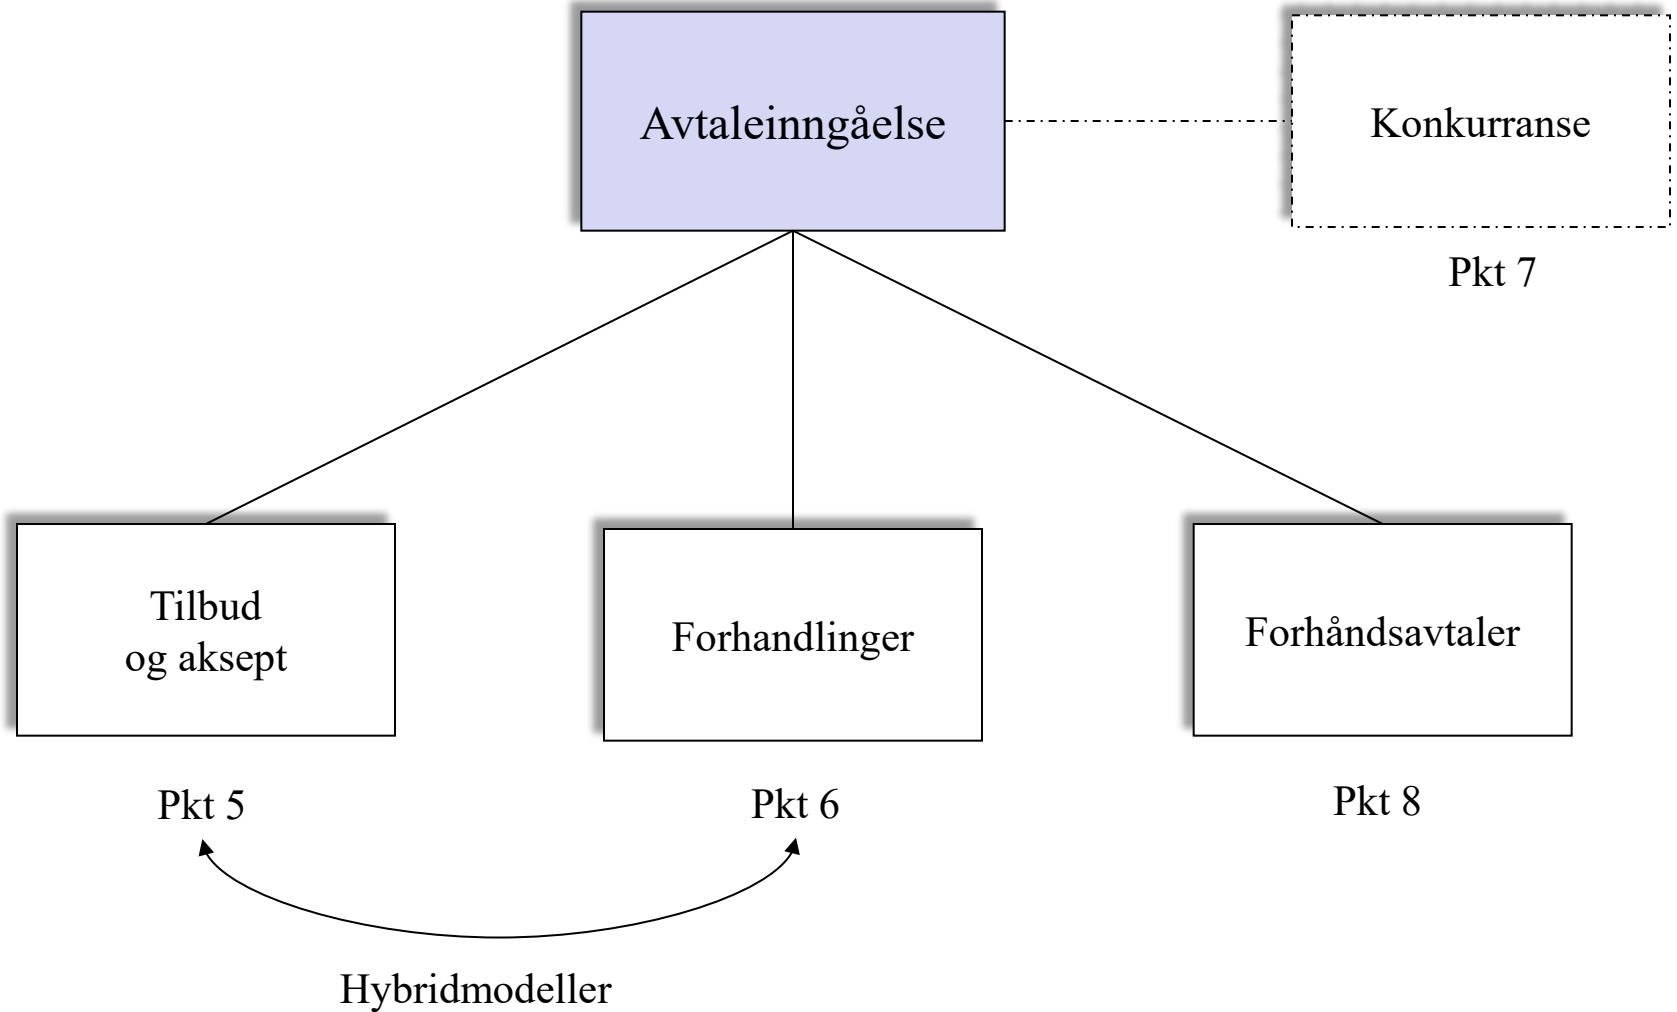 Avtaleinngåelse
Konkurranse
Pkt 7
Tilbud
og aksept
Forhandlinger
Forhåndsavtaler
Pkt 5
Pkt 6
Pkt 8
Hybridmodeller